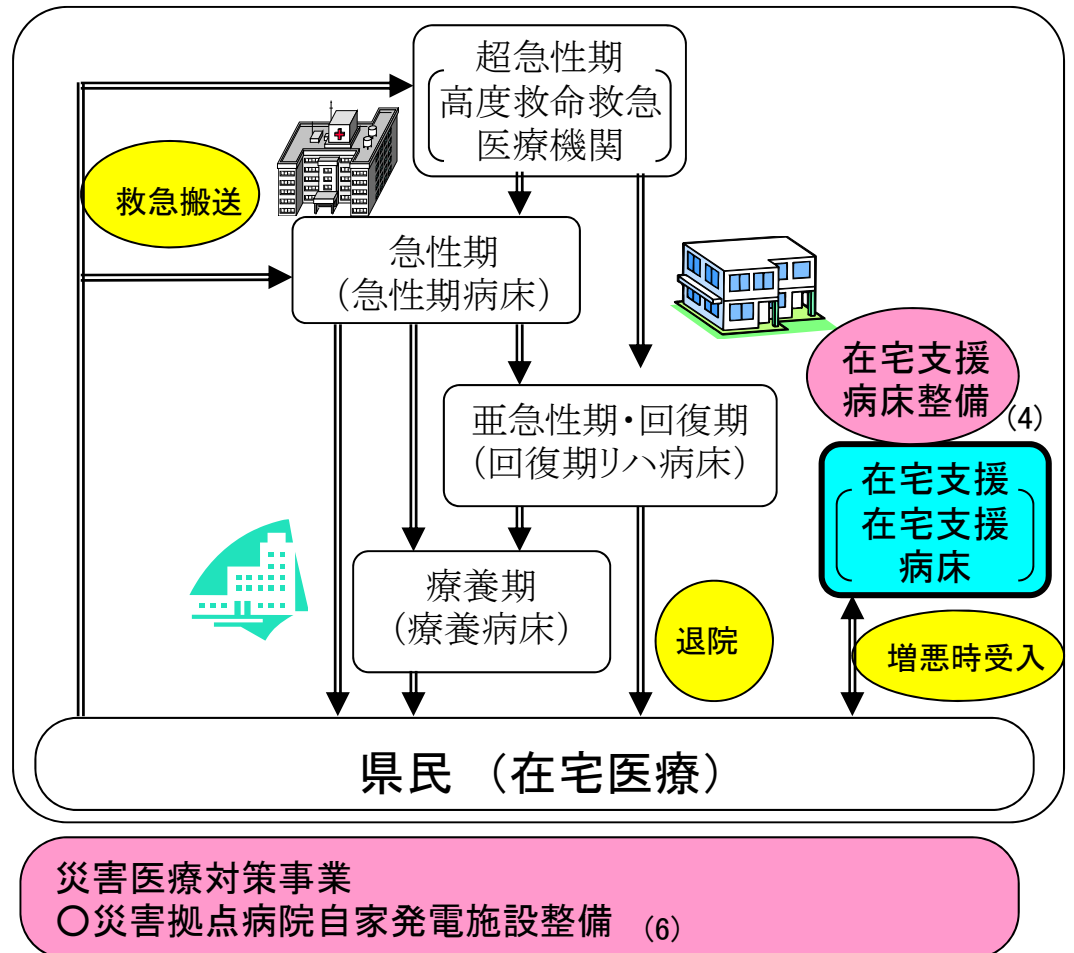 超急性期
高度救命救急
医療機関
救急搬送
急性期
(急性期病床)
在宅支援
病床整備
(4)
亜急性期・回復期
(回復期リハ病床)
在宅支援
在宅支援
病床
療養期
(療養病床)
退院
増悪時受入
県民 (在宅医療)
災害医療対策事業
○災害拠点病院自家発電施設整備 (6)